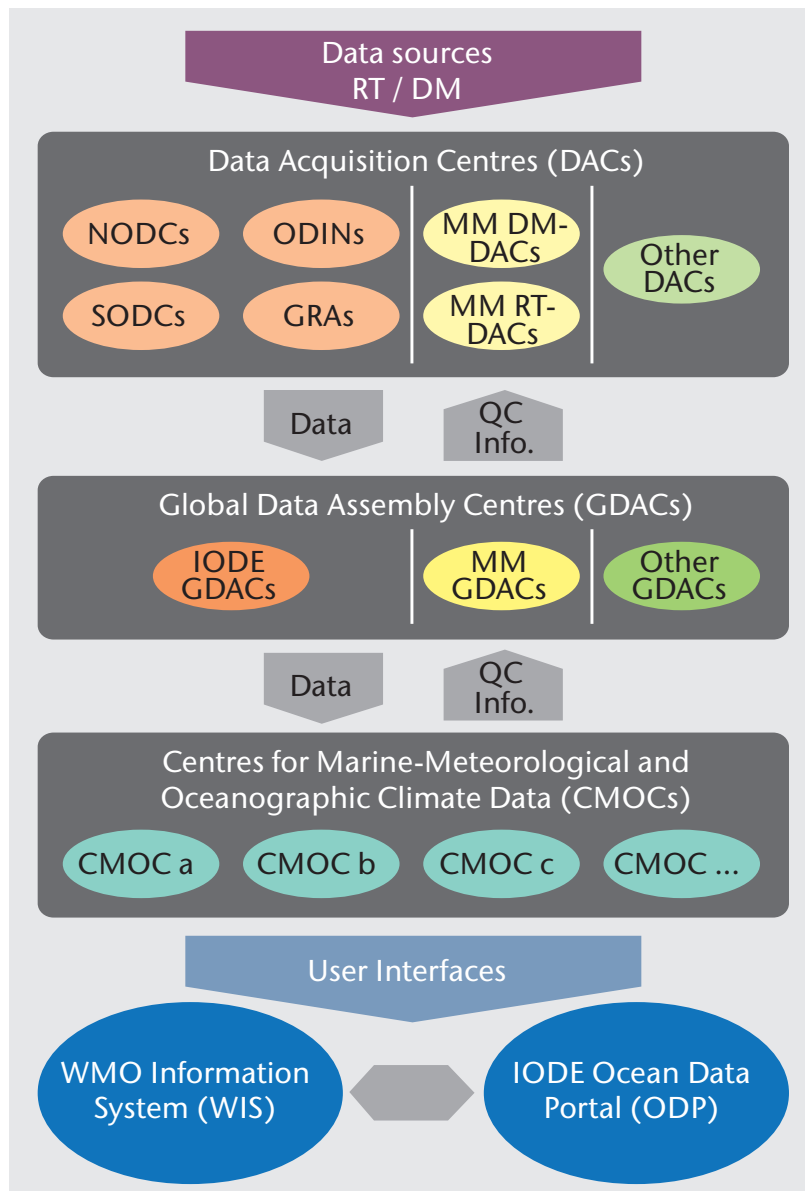 Data sources
RT / DM
Data Acquisition Centres (DACs)
NODCs
ODINs
MM DM-
DACs
Other
DACs
SODCs
GRAs
MM RT-
DACs
Data
QC
Info.
Global Data Assembly Centres (GDACs)
IODE
GDACs
MM
GDACs
Other
GDACs
Data
QC
Info.
Centres for Marine-Meteorological and
Oceanographic Climate Data (CMOCs)
CMOC a
CMOC b
CMOC c
CMOC ...
User Interfaces
WMO Information
System (WIS)
IODE Ocean Data
Portal (ODP)